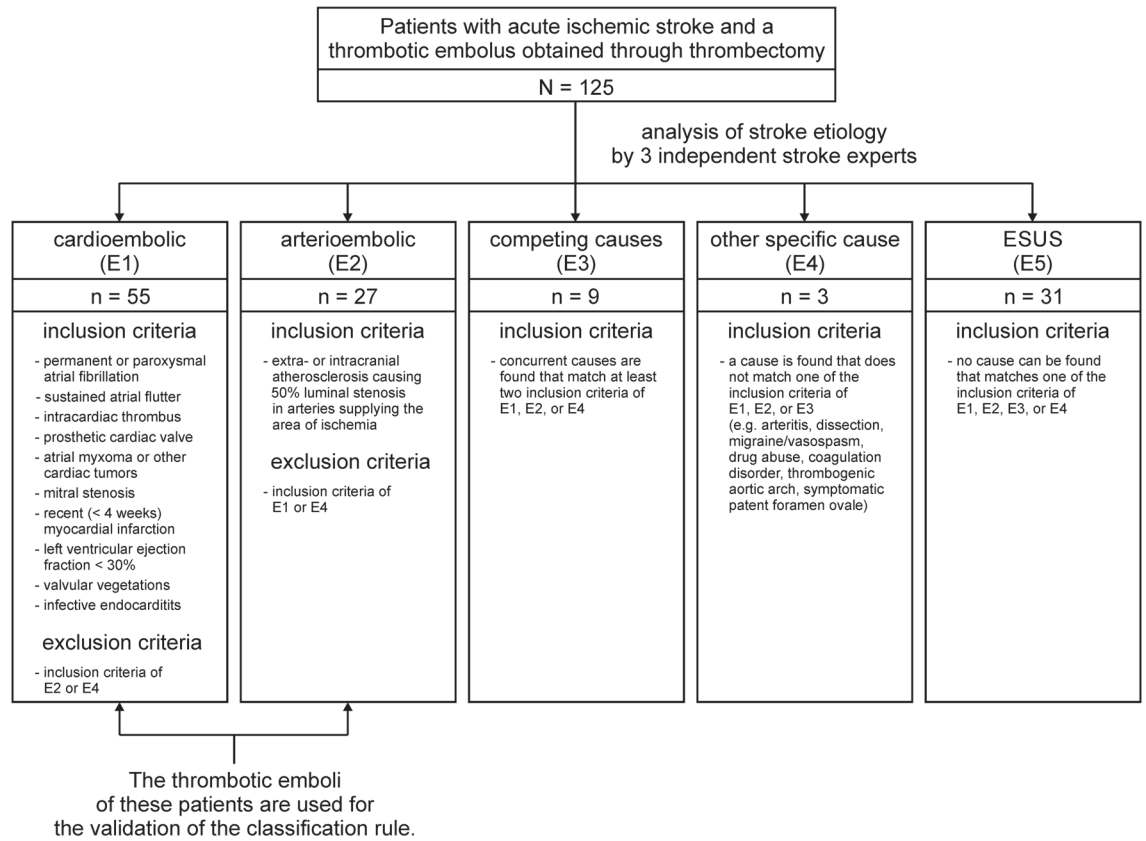 Patients with acute ischemic stroke and a
thrombotic embolus obtained through thrombectomy
N = 125
analysis of stroke etiology
by 3 independent stroke experts
cardioembolic
(E1)
n = 55
inclusion criteria
- permanent or paroxysmal
atrial fibrillation
- sustained atrial flutter
- intracardiac thrombus
- prosthetic cardiac valve
- atrial myxoma or other
cardiac tumors
- mitral stenosis
- recent (< 4 weeks)
myocardial infarction
- left ventricular ejection
fraction < 30%
- valvular vegetations
- infective endocarditits
exclusion criteria
- inclusion criteria of
E2 or E4
arterioembolic
(E2)
n = 27
inclusion criteria
- extra- or intracranial
atherosclerosis causing
50% luminal stenosis
in arteries supplying the
area of ischemia
exclusion criteria
- inclusion criteria of
E1 or E4
competing causes
(E3)
n = 9
inclusion criteria
- concurrent causes are
found that match at least
two inclusion criteria of
E1, E2, or E4
other specific cause
(E4)
n = 3
inclusion criteria
- a cause is found that does
not match one of the
inclusion criteria of
E1, E2, or E3
(e.g. arteritis, dissection,
migraine/vasospasm,
drug abuse, coagulation
disorder, thrombogenic
aortic arch, symptomatic
patent foramen ovale)
ESUS
(E5)
n = 31
inclusion criteria
- no cause can be found
that matches one of the
inclusion criteria of
E1, E2, E3, or E4
The thrombotic emboli
of these patients are used for
the validation of the classification rule.